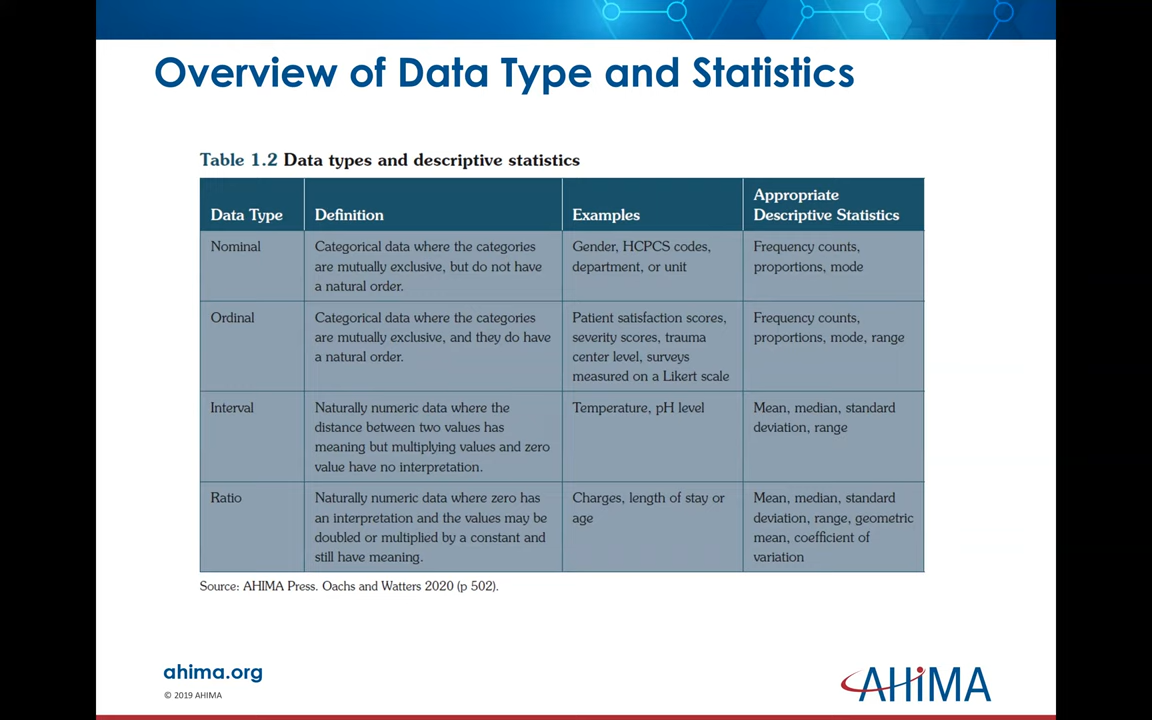 Overview of Data Type and Statistics
Table 1.2 Data types and descriptive statistics
Data Type
Definition
Examples
Appropriate
Descriptive Statistics
Nominal
Categorical data where the categories
are mutually exclusive, but do not have
a natural order.
Gender, HCPCS codes,
department, or unit
Frequency counts,
proportions, mode
Ordinal
Categorical data where the categories
are mutually exclusive, and they do have
a natural order.
Patient satisfaction scores,
severity scores, trauma
center level, surveys
measured on a Likert scale
Frequency counts,
proportions, mode, range
Interval
Naturally numeric data where the
distance between two values has
meaning but multiplying values and zero
value have no interpretation.
Temperature, pH level
Mean, median, standard
deviation, range
Ratio
Naturally numeric data where zero has
an interpretation and the values may be
doubled or multiplied by a constant and
still have meaning.
Charges, length of stay or
age
Mean, median, standard
deviation, range, geometric
mean, coefficient of
variation
Source: AHIMA Press. Oachs and Watters 2020 (p 502).
ahima.org
© 2019 AHIMA
AHiMA